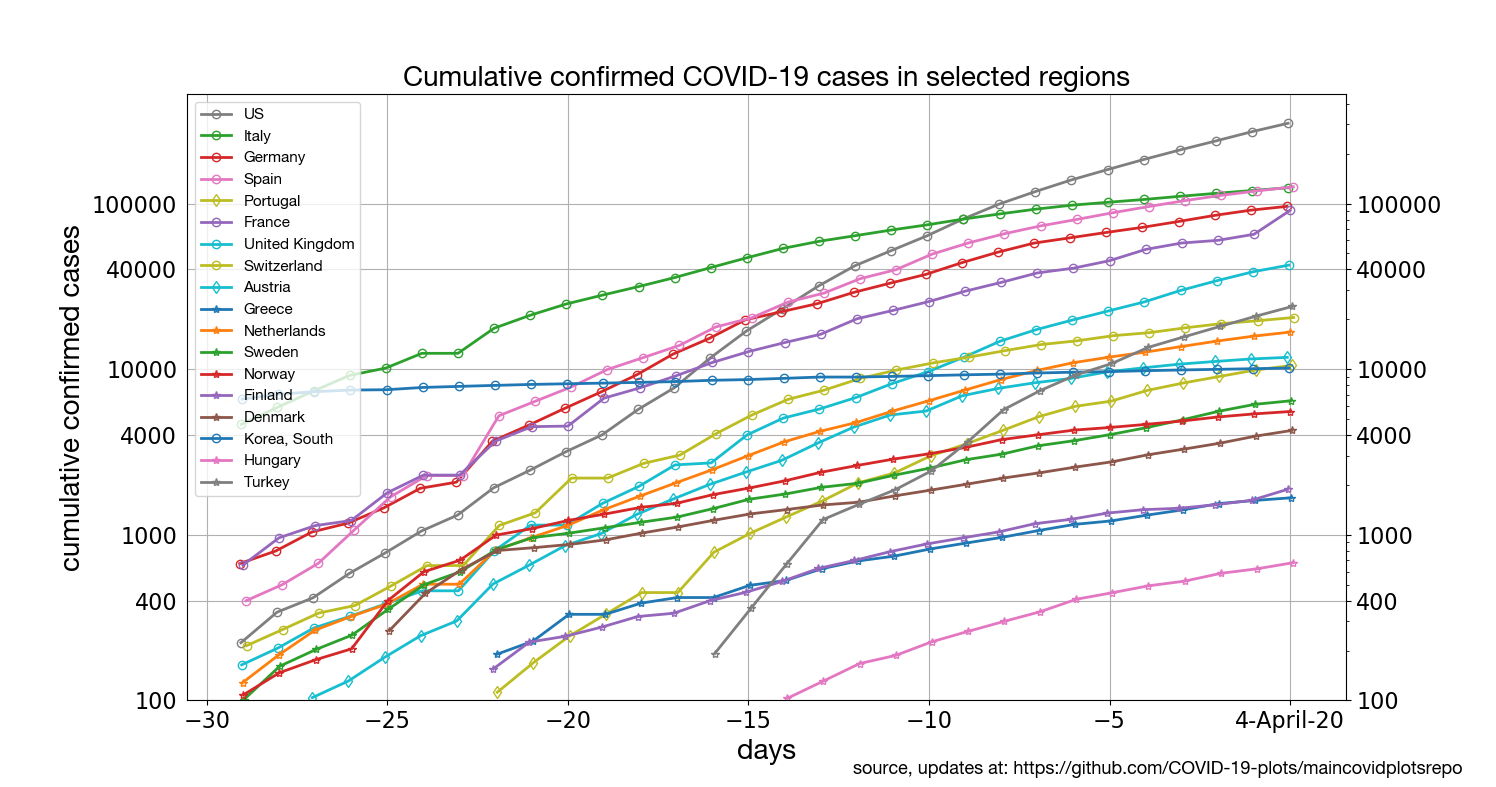 Cumulative confirmed COVID-19 cases in selected regions
US
Italy
Germany
Spain
Portugal
France
United Kingdom
Switzerland
Austria
Greece
Netherlands
Sweden
Norway
Finland
Denmark
Korea, South
Hungary
Turkey
cumulative confirmed cases
100000
40000
10000
4000
1000
400
100
100000
40000
10000
4000
1000
400
100
−30
−25
−20
−15
−10
−5
4-April-20
days
source, updates at: https://github.com/COVID-19-plots/maincovidplotsrepo